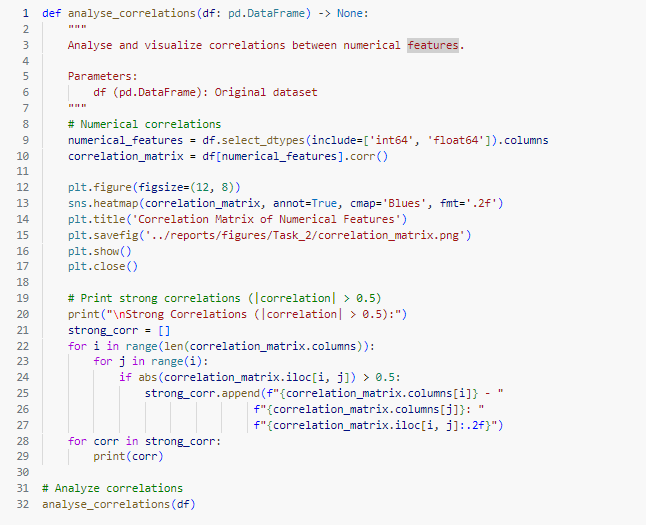 1 def analyse_correlations(df: pd.DataFrame) -> None:
2     """
3     Analyse and visualize correlations between numerical features.
4
5     Parameters:
6         df (pd.DataFrame): Original dataset
7     """
8     # Numerical correlations
9     numerical_features = df.select_dtypes(include=['int64', 'float64']).columns
10     correlation_matrix = df[numerical_features].corr()
11
12     plt.figure(figsize=(12, 8))
13     sns.heatmap(correlation_matrix, annot=True, cmap='Blues', fmt='.2f')
14     plt.title('Correlation Matrix of Numerical Features')
15     plt.savefig('../reports/figures/Task_2/correlation_matrix.png')
16     plt.show()
17     plt.close()
18
19     # Print strong correlations (|correlation| > 0.5)
20     print("\nStrong Correlations (|correlation| > 0.5):")
21     strong_corr = []
22     for i in range(len(correlation_matrix.columns)):
23         for j in range(i):
24             if abs(correlation_matrix.iloc[i, j]) > 0.5:
25                 strong_corr.append(f"{correlation_matrix.columns[i]} - "
26                                  f"{correlation_matrix.columns[j]}: "
27                                  f"{correlation_matrix.iloc[i, j]:.2f}")
28     for corr in strong_corr:
29         print(corr)
30
31 # Analyze correlations
32 analyse_correlations(df)